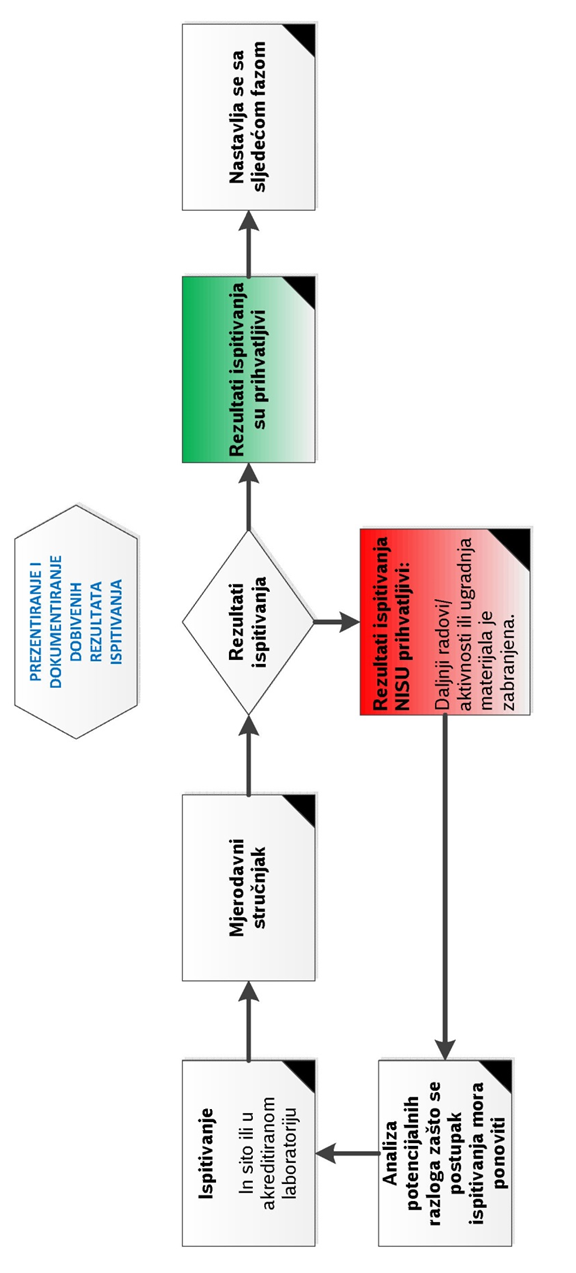 PREZENTIRANJE I
DOKUMENTIRANJE
DOBIVENIH
REZULTATA
ISPITIVANJA
Ispitivanje
In sito ili u
akreditiranom
laboratoriju
Mjerodavni
stručnjak
Rezultati
ispitivanja
Rezultati ispitivanja
su prihvatljivi
Nastavlja se sa
sljedećom fazom
Rezultati ispitivanja
NISU prihvatljivi:
Daljnji radovi/
aktivnosti ili ugradnja
materijala je
zabranjena.
Analiza
potencijalnih
razloga zašto se
postupak
ispitivanja mora
ponoviti